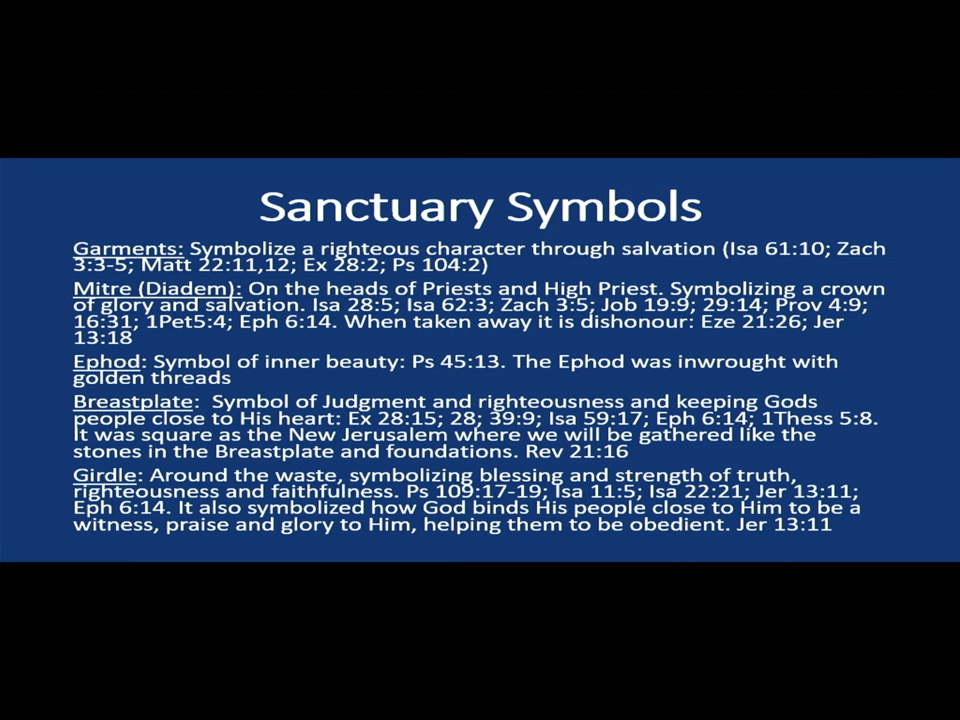 Sanctuary Symbols
Garments: Symbolize a righteous character through salvation (Isa 61:10; Zach
3:3-5; Matt 22:11,12; Ex 28:2; Ps 104:2)
Mitre (Diadem): On the heads of Priests and High Priest. Symbolizing a crown
of glory and salvation. Isa 28:5; Isa 62:3; Zach 3:5; Job 19:9; 29:14; Prov 4:9;
16:31; 1Pet5:4; Eph 6:14. When taken away it is dishonour: Eze 21:26; Jer
13:18
Ephod: Symbol of inner beauty: Ps 45:13. The Ephod was inwrought with
golden threads
Breastplate:  Symbol of Judgment and righteousness and keeping Gods
people close to His heart: Ex 28:15; 28; 39:9; Isa 59:17; Eph 6:14; 1Thess 5:8.
It was square as the New Jerusalem where we will be gathered like the
stones in the Breastplate and foundations. Rev 21:16
Girdle: Around the waste, symbolizing blessing and strength of truth,
righteousness and faithfulness. Ps 109:17-19; Isa 11:5; Isa 22:21; Jer 13:11;
Eph 6:14. It also symbolized how God binds His people close to Him to be a
witness, praise and glory to Him, helping them to be obedient. Jer 13:11